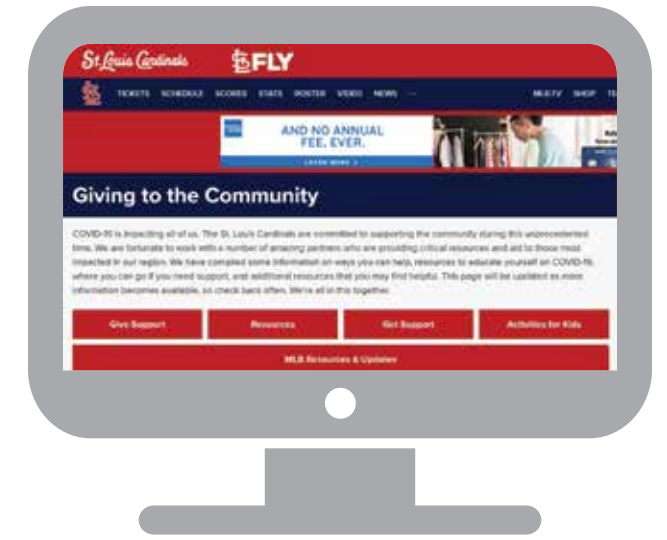 St. Louis Cardinals STL FLY
TICKETS SCHEDULE SCORES STATS ROSTER VIDEO NEWS ··· MLB.TV SHOP
AND NO ANNUAL
FEE, EVER.
LEARN MORE
Giving to the Community
COVID-19 is impacting all of us. The St. Louis Cardinals are committed to supporting the community during this unprecedented
time. We are fortunate to work with a number of amazing partners who are providing critical resources and aid to those most
impacted in our region. We have compiled some information on ways you can help, resources to educate yourself on COVID-19,
where you can go if you need support, and additional resources that you may find helpful. This page will be updated as more
information becomes available, so check back often. We're all in this together.
Give Support Resources Get Support Activities for Kids
MLB Resources & Updates